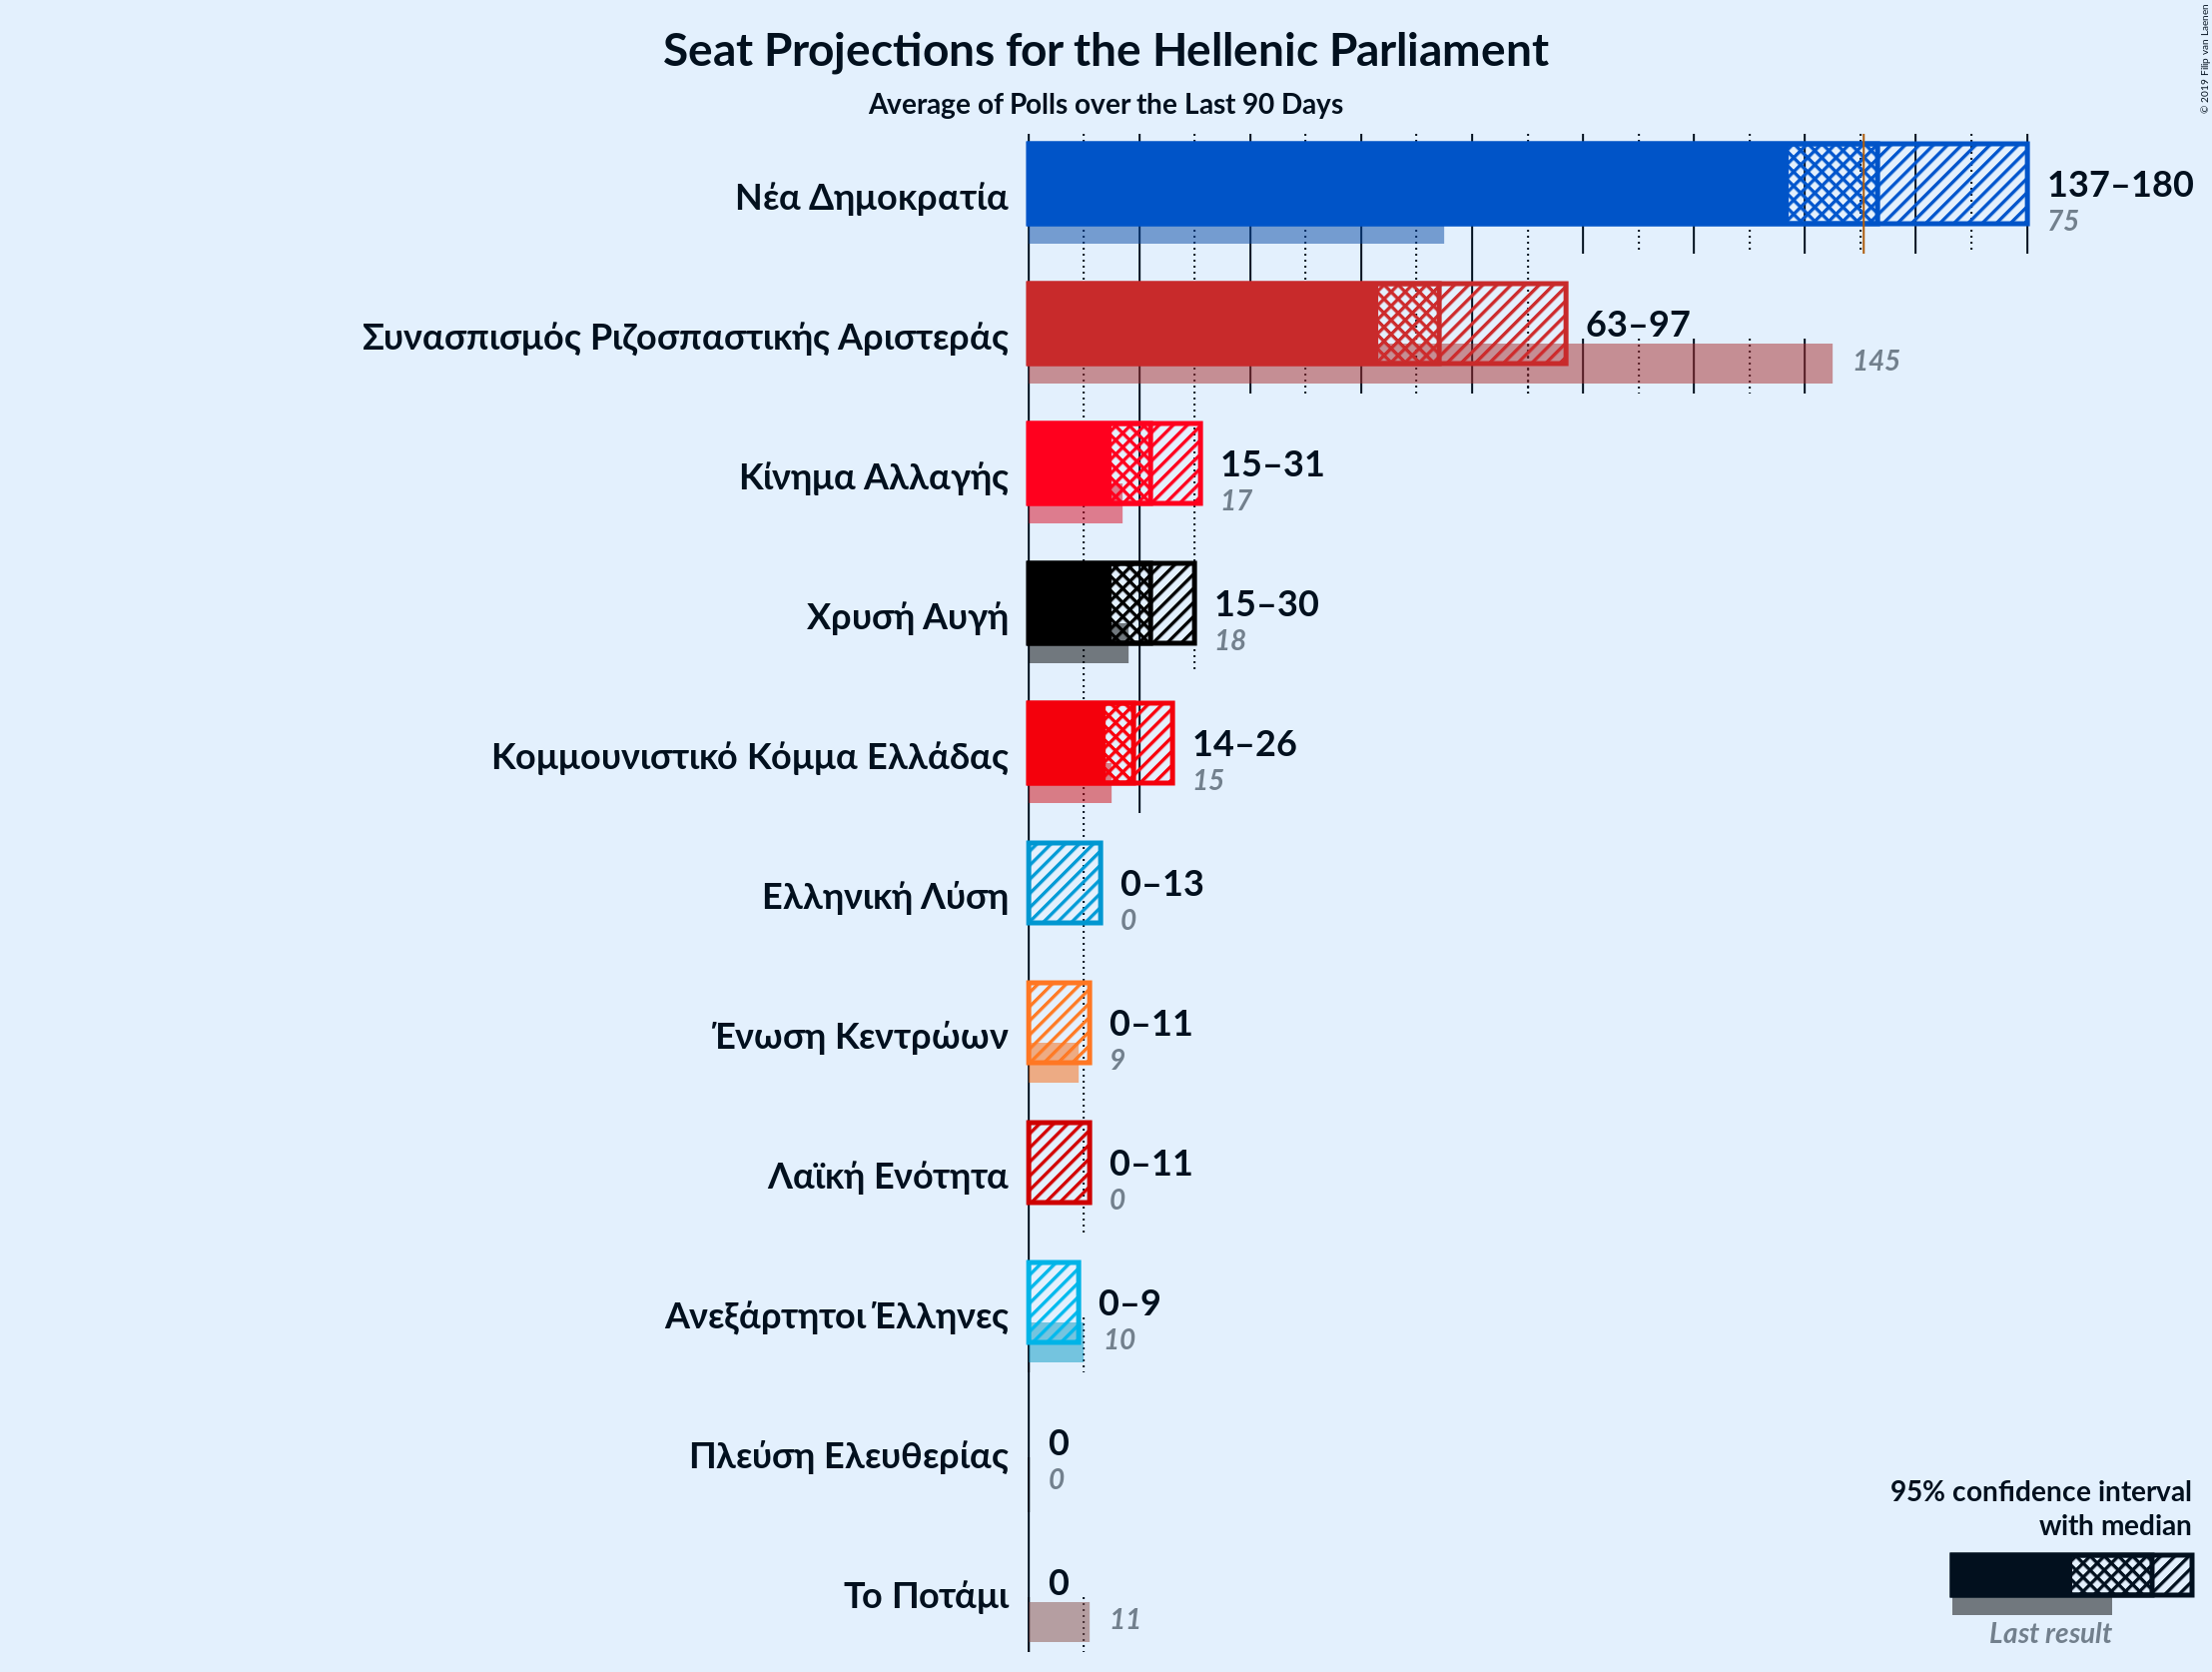 Seat Projections for the Hellenic Parliament
Average of Polls over the Last 90 Days
© 2019 Filip van Laenen
Νέα Δημοκρατία
137–180
75
Συνασπισμός Ριζοσπαστικής Αριστεράς
63–97
145
Κίνημα Αλλαγής
15–31
17
Χρυσή Αυγή
15–30
18
Κομμουνιστικό Κόμμα Ελλάδας
14–26
15
Ελληνική Λύση
0–13
0
Ένωση Κεντρώων
0–11
9
Λαϊκή Ενότητα
0–11
0
Ανεξάρτητοι Έλληνες
0–9
10
Πλεύση Ελευθερίας
0
0
Το Ποτάμι
0
11
95% confidence interval
with median
Last result